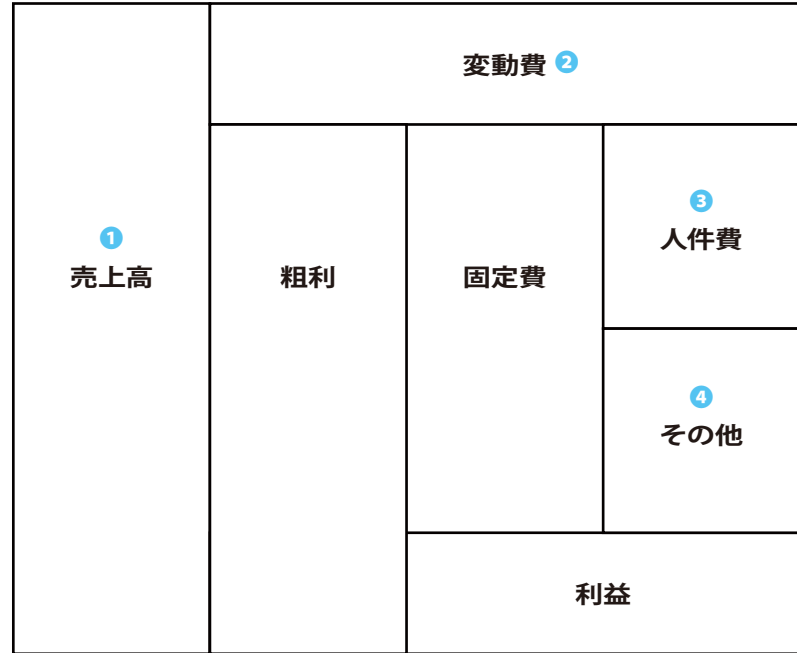 変動費 ❷
❶
売上高
粗利
固定費
❸
人件費
❹
その他
利益